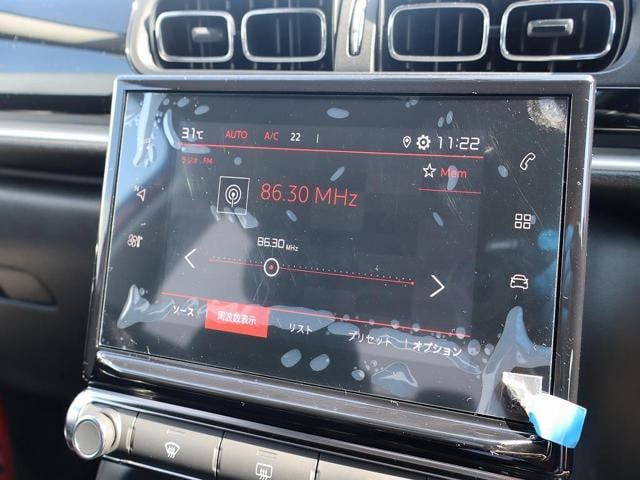 31℃ AUTO A/C 22 11:22
ラジオ FM
Mem
86.30 MHz
N
86.30 MHz
ソース 周波数表示 リスト プリセット オプション